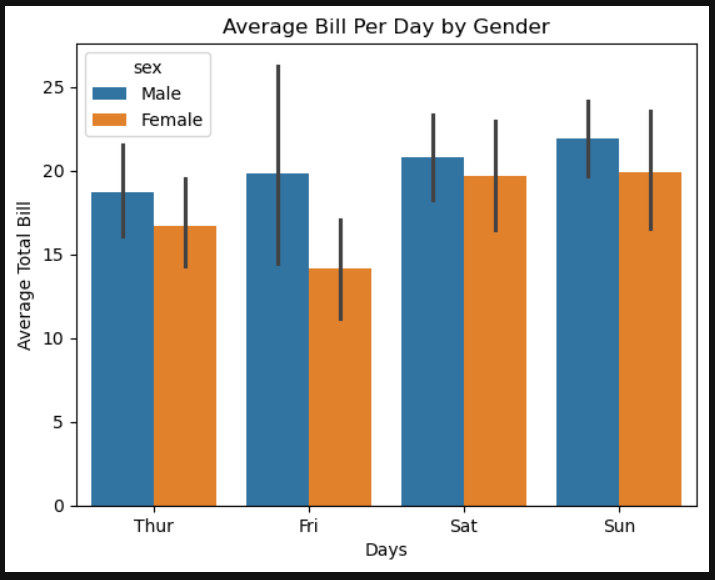 Average Bill Per Day by Gender
sex
Male
Female
Average Total Bill
25
20
15
10
5
0
Thur Fri Sat Sun
Days